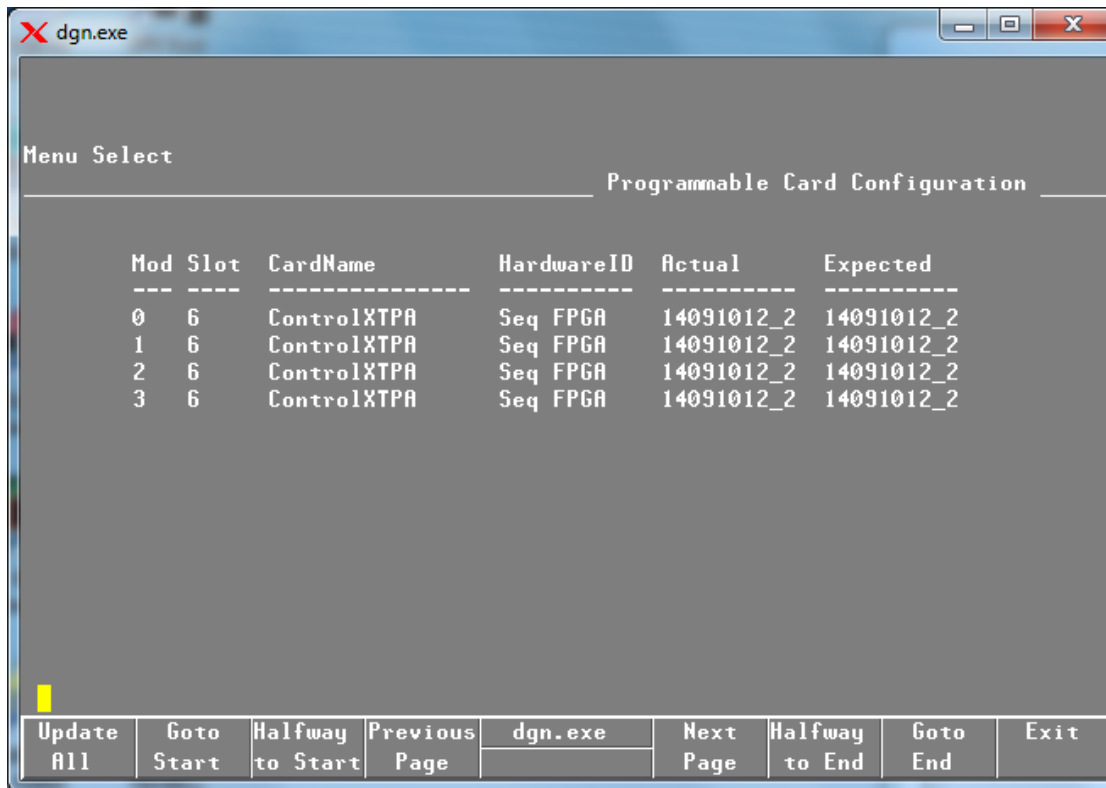 dgn.exe
Menu Select
Programmable Card Configuration
Mod Slot CardName HardwareID Actual Expected
--- ---- --------------- ---------- ---------- ----------
0 6 ControlXTPA Seq FPGA 14091012_2 14091012_2
1 6 ControlXTPA Seq FPGA 14091012_2 14091012_2
2 6 ControlXTPA Seq FPGA 14091012_2 14091012_2
3 6 ControlXTPA Seq FPGA 14091012_2 14091012_2
Update Goto Halfway Previous dgn.exe Next Halfway Goto Exit
All Start to Start Page Page to End End